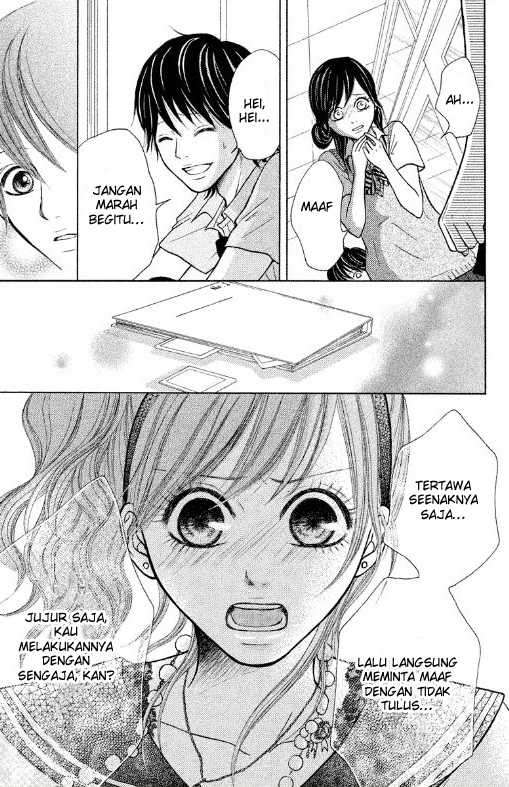 AH...
MAAF
HEI,
HEI...
JANGAN
MARAH
BEGITU...
TERTAWA
SEENAKNYA
SAJA...
LALU LANGSUNG
MEMINTA MAAF
DENGAN TIDAK
TULUS...
JUJUR SAJA,
KAU
MELAKUKANNYA
DENGAN
SENGAJA, KAN?